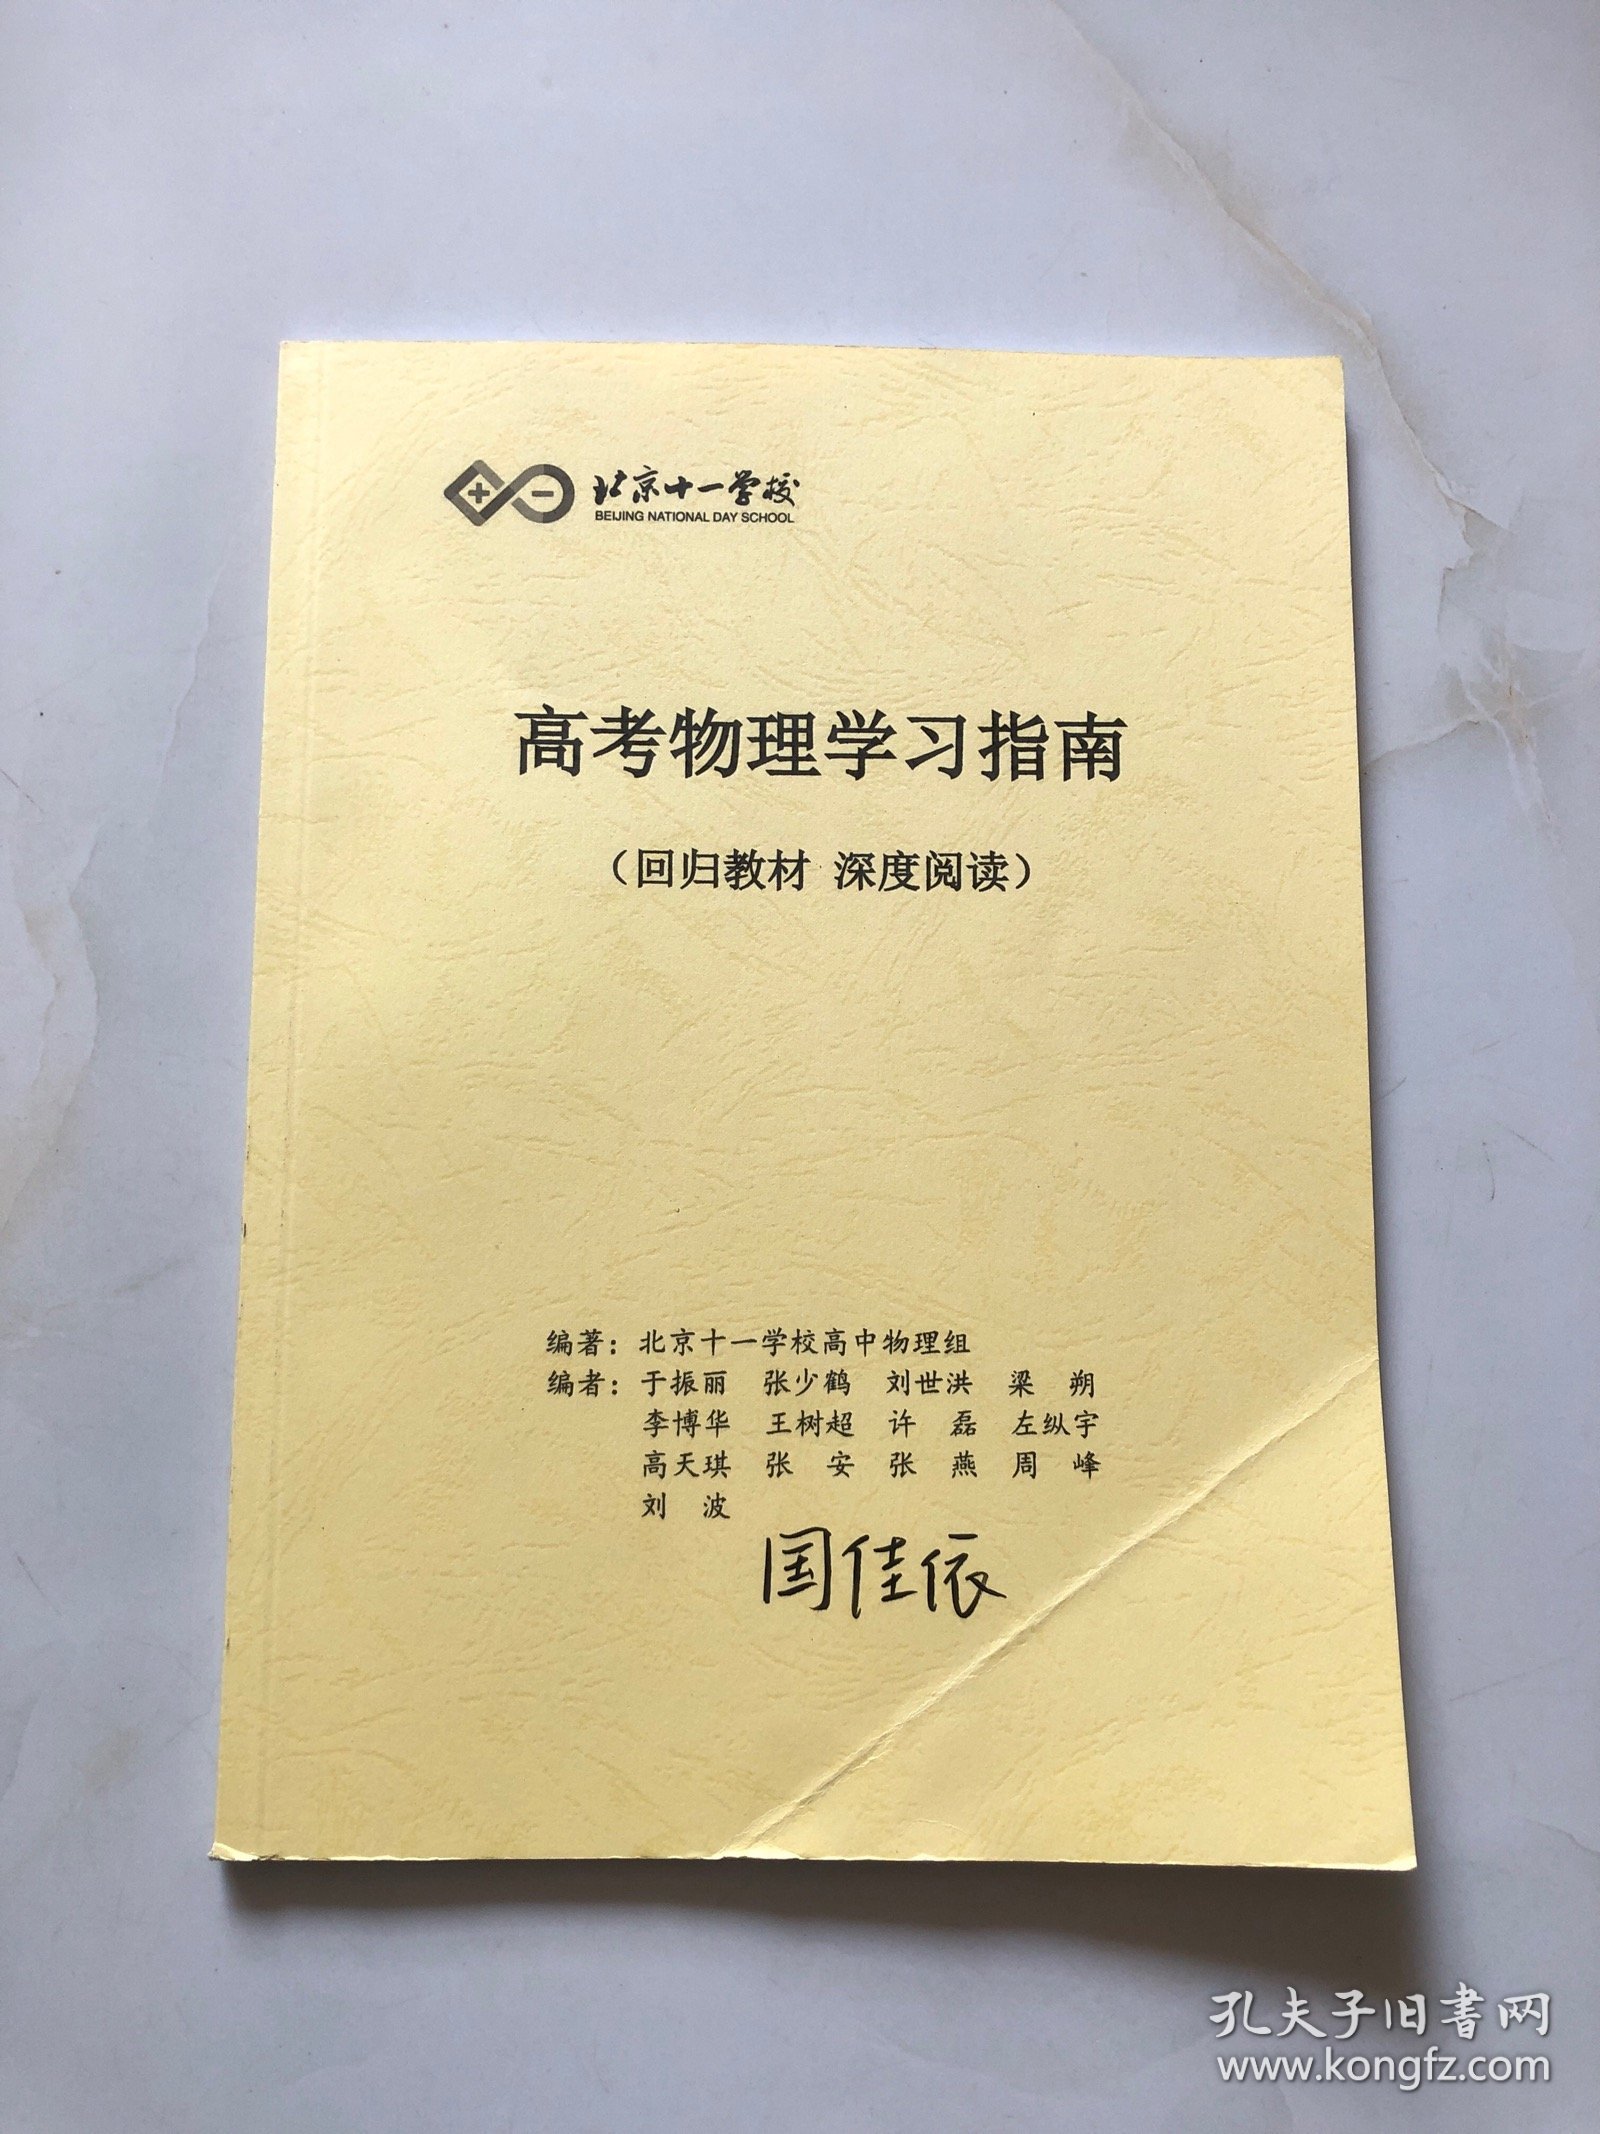 北京十一学校
BEIJING NATIONAL DAY SCHOOL
高考物理学习指南
（回归教材 深度阅读）
编著：北京十一学校高中物理组
编者：于振丽 张少鹤 刘世洪 梁 朔
李博华 王树超 许 磊 左纵宇
高天琪 张 安 张 燕 周 峰
刘 波
国佳依
孔夫子旧書网
www.kongfz.com